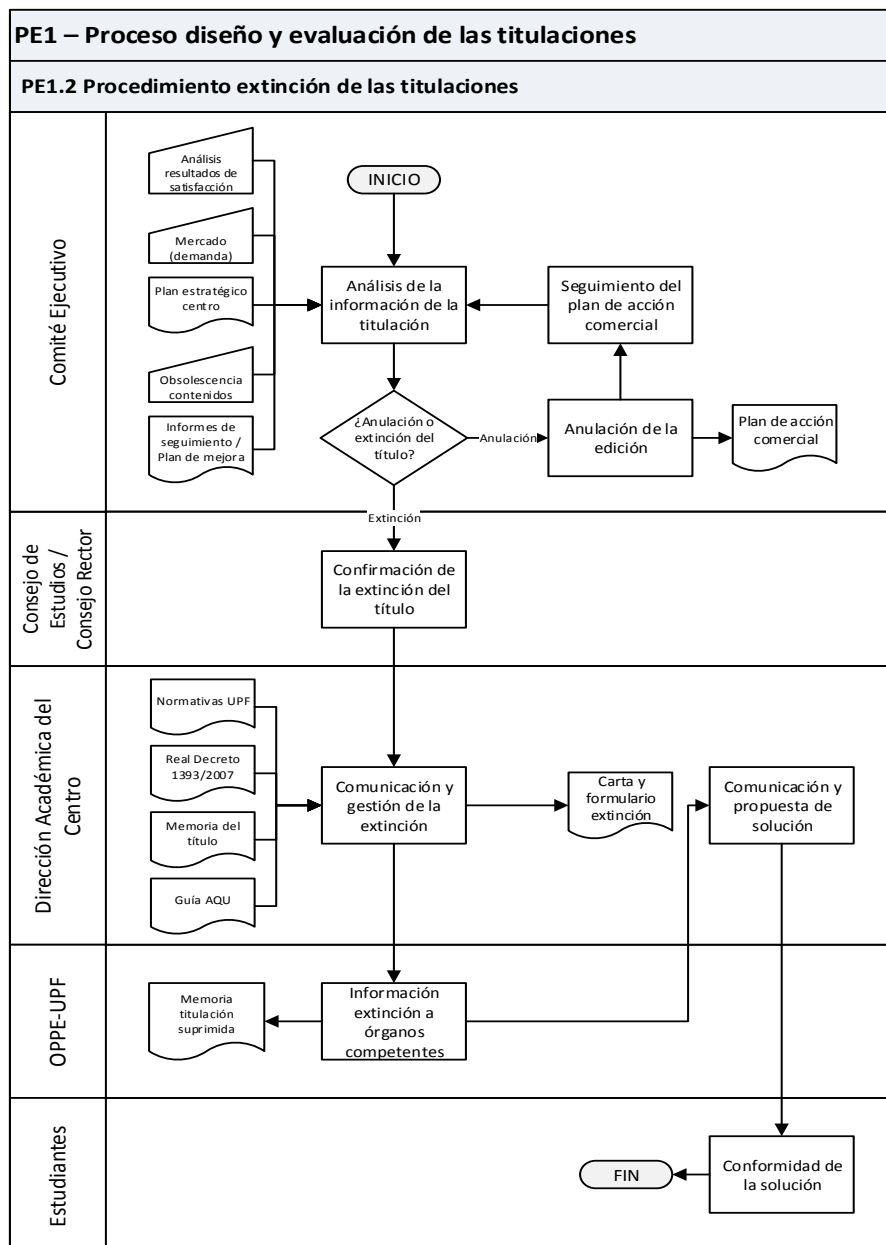 PE1 – Proceso diseño y evaluación de las titulaciones
PE1.2 Procedimiento extinción de las titulaciones
Comité Ejecutivo
Análisis
resultados de
satisfacción
Mercado
(demanda)
Plan estratégico
centro
Obsolescencia
contenidos
Informes de
seguimiento /
Plan de mejora
INICIO
Análisis de la
información de la
titulación
Seguimiento del
plan de acción
comercial
¿Anulación o
extinción del
título?
Anulación
Anulación de la
edición
Plan de acción
comercial
Extinción
Consejo de
Estudios /
Consejo Rector
Confirmación de
la extinción del
título
Dirección Académica del
Centro
Normativas UPF
Real Decreto
1393/2007
Memoria del
título
Guía AQU
Comunicación y
gestión de la
extinción
Carta y
formulario
extinción
Comunicación y
propuesta de
solución
OPPE-UPF
Memoria
titulación
suprimida
Información
extinción a
órganos
competentes
Estudiantes
FIN
Conformidad de
la solución